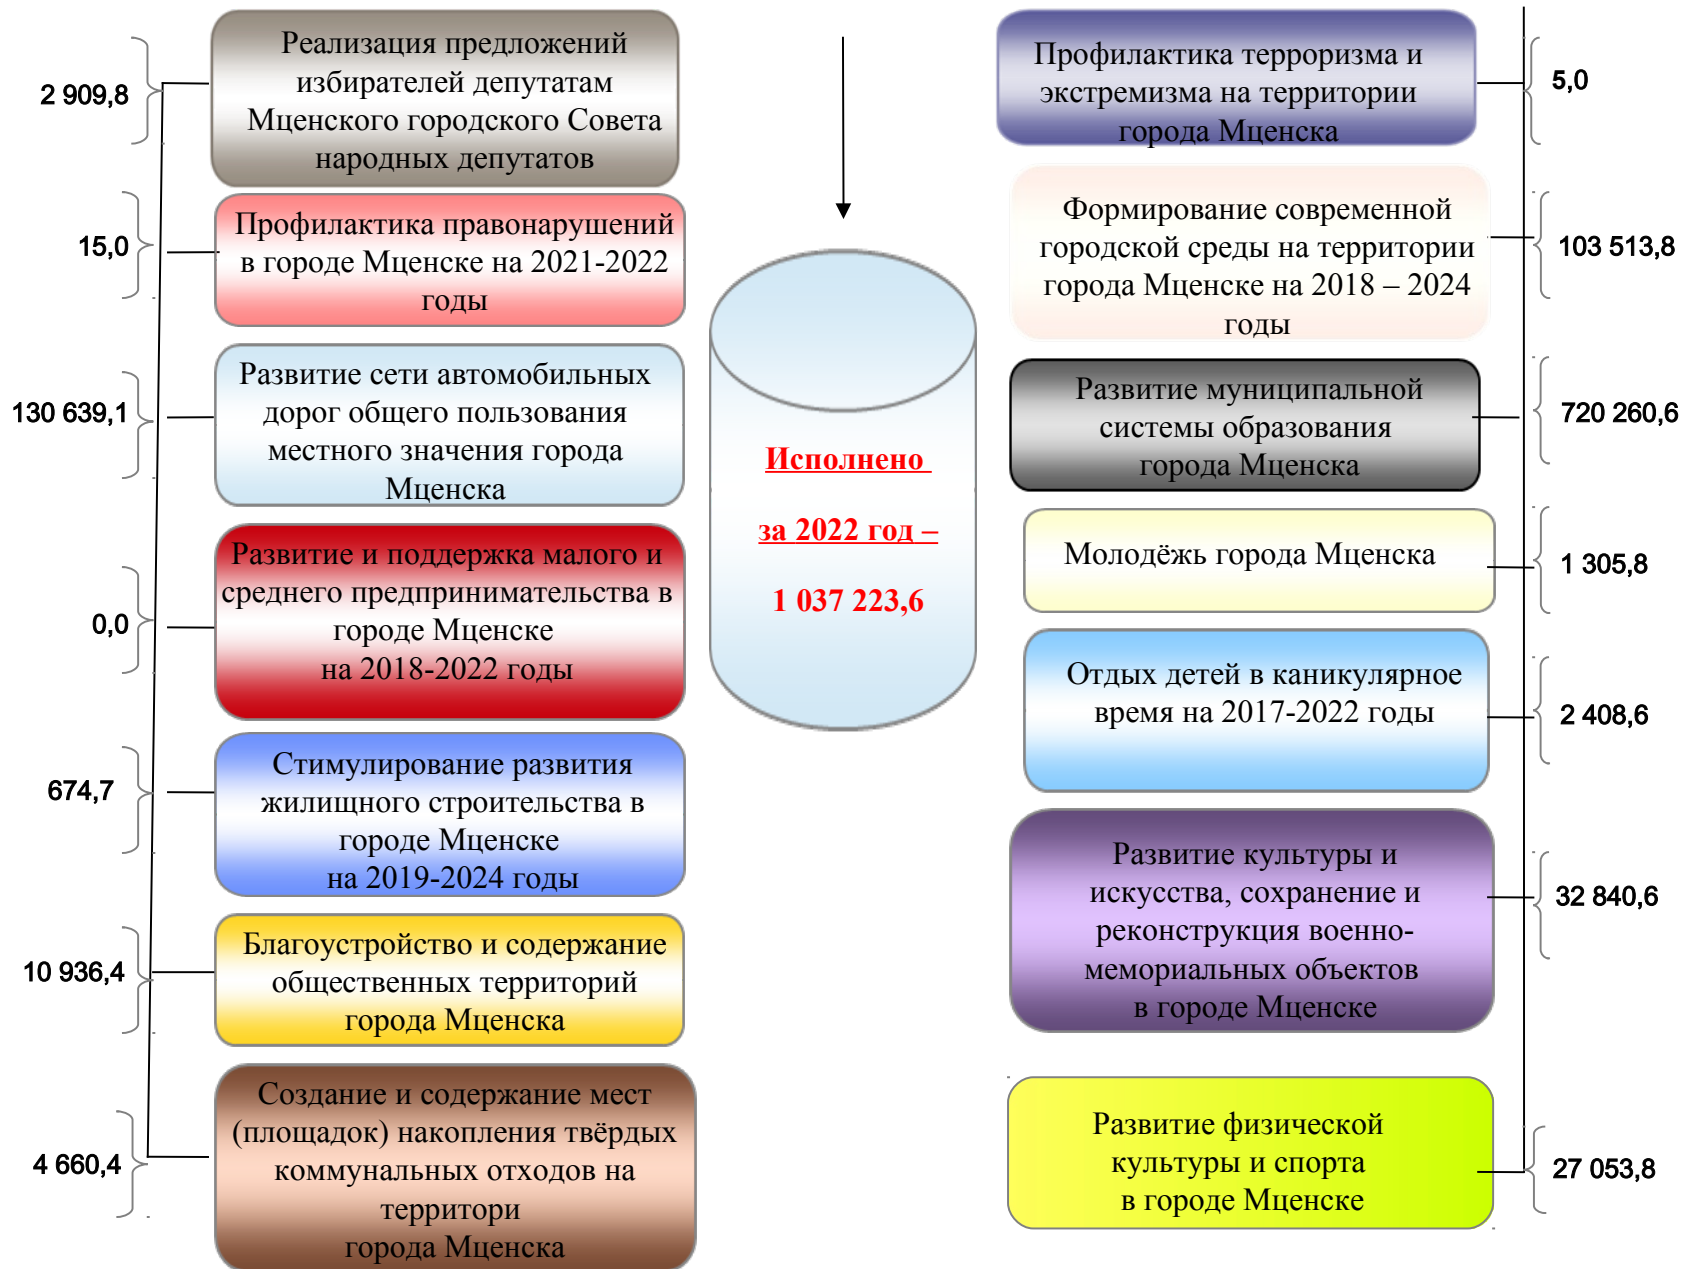 2 909,8
Реализация предложений
избирателей депутатам
Мценского городского Совета
народных депутатов
15,0
Профилактика правонарушений
в городе Мценске на 2021-2022
годы
130 639,1
Развитие сети автомобильных
дорог общего пользования
местного значения города
Мценска
0,0
Развитие и поддержка малого и
среднего предпринимательства в
городе Мценске
на 2018-2022 годы
674,7
Стимулирование развития
жилищного строительства в
городе Мценске
на 2019-2024 годы
10 936,4
Благоустройство и содержание
общественных территорий
города Мценска
4 660,4
Создание и содержание мест
(площадок) накопления твёрдых
коммунальных отходов на
територи
города Мценска
Исполнено
за 2022 год –
1 037 223,6
Профилактика терроризма и
экстремизма на территории
города Мценска
5,0
Формирование современной
городской среды на территории
города Мценске на 2018 – 2024
годы
103 513,8
Развитие муниципальной
системы образования
города Мценска
720 260,6
Молодёжь города Мценска
1 305,8
Отдых детей в каникулярное
время на 2017-2022 годы
2 408,6
Развитие культуры и
искусства, сохранение и
реконструкция военно-
мемориальных объектов
в городе Мценске
32 840,6
Развитие физической
культуры и спорта
в городе Мценске
27 053,8